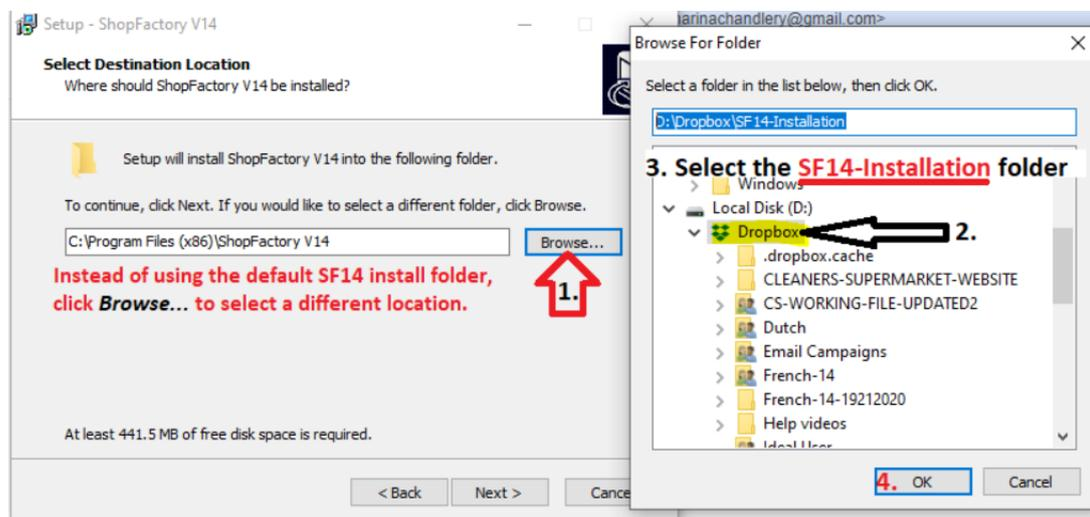 Setup - ShopFactory V14
Select Destination Location
Where should ShopFactory V14 be installed?
Setup will install ShopFactory V14 into the following folder.
To continue, click Next. If you would like to select a different folder, click Browse.
C:\Program Files (x86)\ShopFactory V14
Browse...
Instead of using the default SF14 install folder,
click Browse... to select a different location.
1.
At least 441.5 MB of free disk space is required.
< Back
Next >
arinachandlery@gmail.com>
Browse For Folder
Select a folder in the list below, then click OK.
D:\Dropbox\SF14-Installation
3. Select the SF14-Installation folder
Windows
Local Disk (D:)
Dropbox
2.
.dropbox.cache
CLEANERS-SUPERMARKET-WEBSITE
CS-WORKING-FILE-UPDATED2
Dutch
Email Campaigns
French-14
French-14-19212020
Help videos
4. OK
Cancel